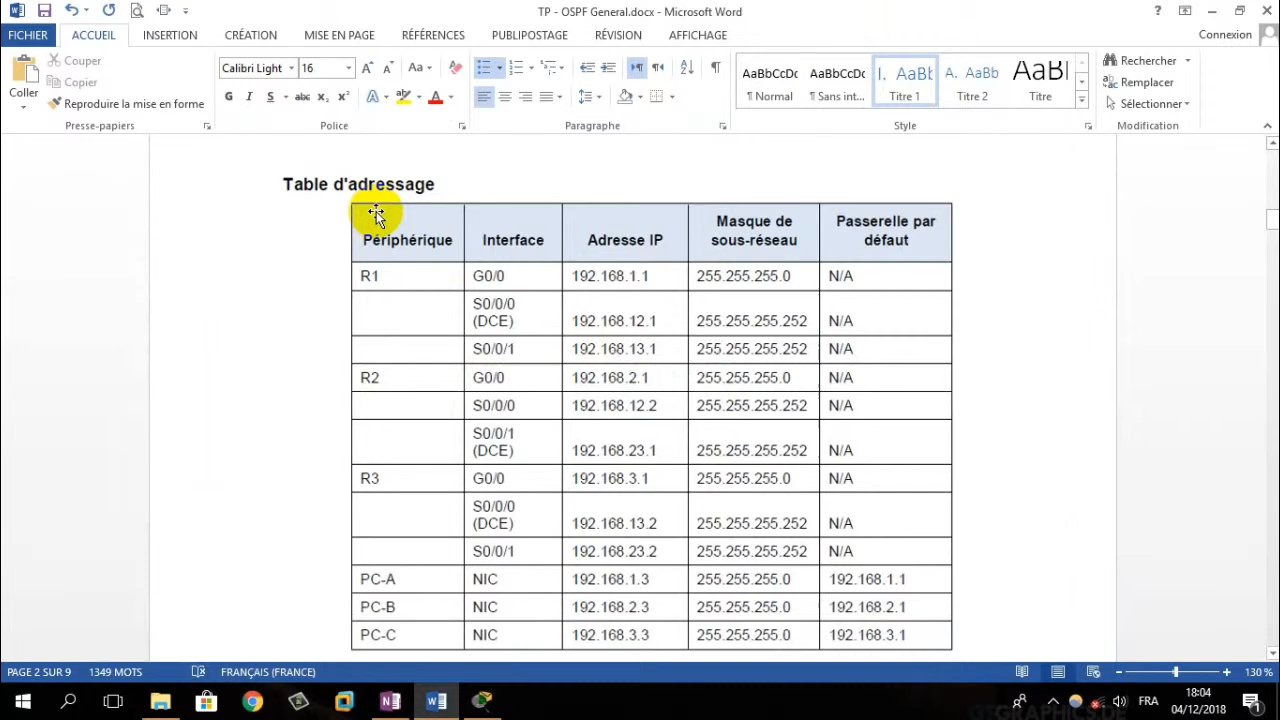 TP - OSPF General.docx - Microsoft Word
FICHIER ACCUEIL INSERTION CRÉATION MISE EN PAGE RÉFÉRENCES PUBLIPOSTAGE RÉVISION AFFICHAGE Connexion
Coller
Couper
Copier
Reproduire la mise en forme
Presse-papiers
Calibri Light 16
Police
Paragraphe
AaBbCcDc AaBbCcDc I. AaBb A. AaBb AaBb
¶ Normal ¶ Sans int... Titre 1 Titre 2 Titre
Style
Rechercher
Remplacer
Sélectionner
Modification
Table d'adressage
Périphérique Interface Adresse IP Masque de sous-réseau Passerelle par défaut
R1 G0/0 192.168.1.1 255.255.255.0 N/A
S0/0/0 (DCE) 192.168.12.1 255.255.255.252 N/A
S0/0/1 192.168.13.1 255.255.255.252 N/A
R2 G0/0 192.168.2.1 255.255.255.0 N/A
S0/0/0 192.168.12.2 255.255.255.252 N/A
S0/0/1 (DCE) 192.168.23.1 255.255.255.252 N/A
R3 G0/0 192.168.3.1 255.255.255.0 N/A
S0/0/0 (DCE) 192.168.13.2 255.255.255.252 N/A
S0/0/1 192.168.23.2 255.255.255.252 N/A
PC-A NIC 192.168.1.3 255.255.255.0 192.168.1.1
PC-B NIC 192.168.2.3 255.255.255.0 192.168.2.1
PC-C NIC 192.168.3.3 255.255.255.0 192.168.3.1
PAGE 2 SUR 9 1349 MOTS FRANÇAIS (FRANCE) 130 %
FRA 18:04
04/12/2018